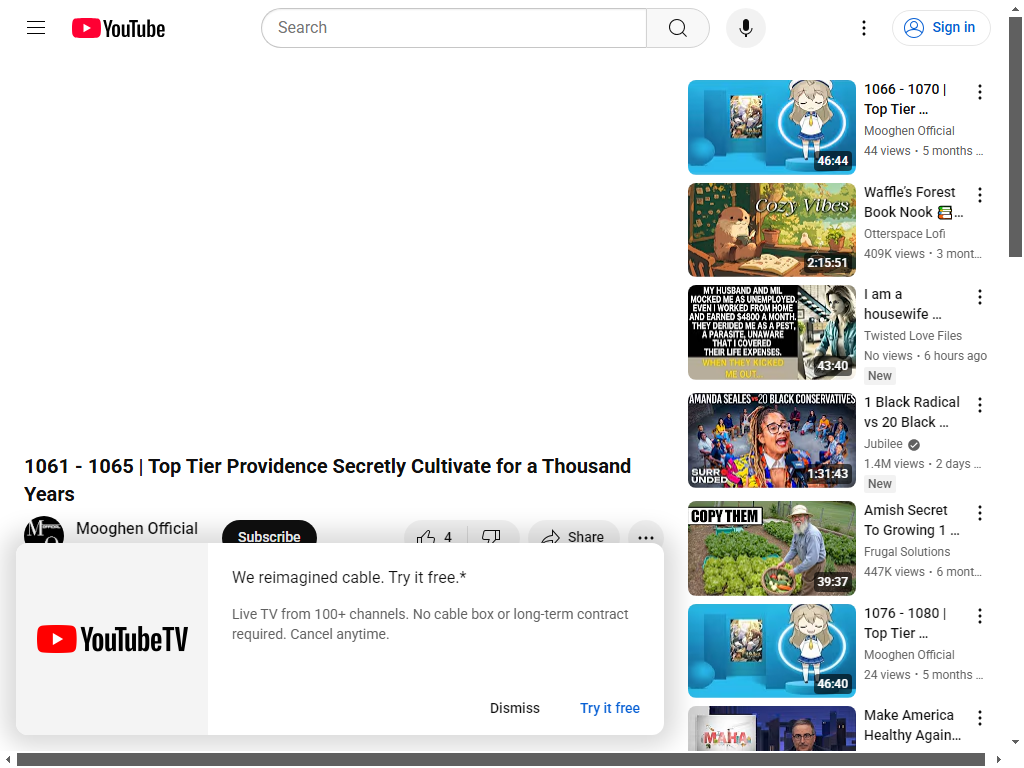 YouTube
Search
Sign in
1061 - 1065 | Top Tier Providence Secretly Cultivate for a Thousand
Years
Mooghen Official
Subscribe
4
Share
We reimagined cable. Try it free.*
Live TV from 100+ channels. No cable box or long-term contract
required. Cancel anytime.
YouTubeTV
Dismiss
Try it free
46:44
1066 - 1070 |
Top Tier …
Mooghen Official
44 views • 5 months …
Cozy Vibes
2:15:51
Waffle's Forest
Book Nook 📚…
Otterspace Lofi
409K views • 3 mont…
MY HUSBAND AND MIL
MOCKED ME AS UNEMPLOYED.
EVEN I WORKED FROM HOME
AND EARNED $4800 A MONTH.
THEY DERIDED ME AS A PEST,
A PARASITE, UNAWARE
THAT I COVERED
THEIR LIFE EXPENSES.
WHEN THEY KICKED
ME OUT...
43:40
I am a
housewife …
Twisted Love Files
No views • 6 hours ago
New
AMANDA SEALES vs 20 BLACK CONSERVATIVES
SURR
UNDED
1:31:43
1 Black Radical
vs 20 Black …
Jubilee
1.4M views • 2 days …
New
COPY THEM
39:37
Amish Secret
To Growing 1 …
Frugal Solutions
447K views • 6 mont…
46:40
1076 - 1080 |
Top Tier …
Mooghen Official
24 views • 5 months …
MAHA
Make America
Healthy Again…